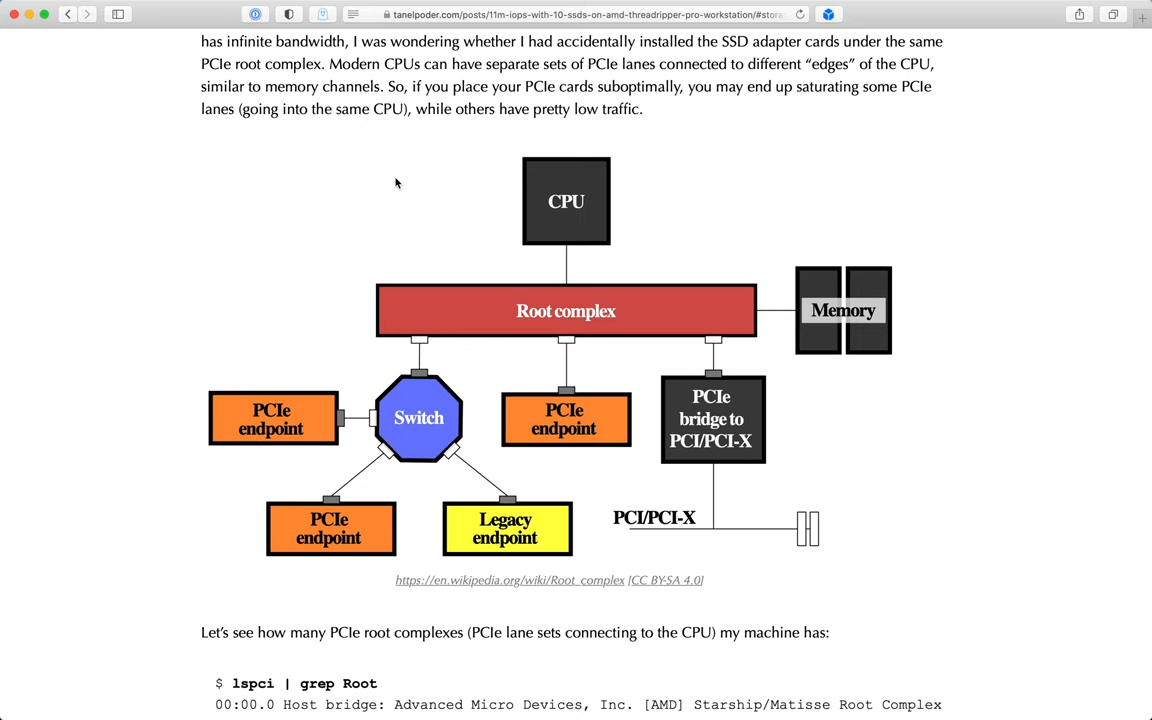 tanelpoder.com/posts/11m-iops-with-10-ssds-on-amd-threadripper-pro-workstation/#stora
has infinite bandwidth, I was wondering whether I had accidentally installed the SSD adapter cards under the same
PCIe root complex. Modern CPUs can have separate sets of PCIe lanes connected to different “edges” of the CPU,
similar to memory channels. So, if you place your PCIe cards suboptimally, you may end up saturating some PCIe
lanes (going into the same CPU), while others have pretty low traffic.
CPU
Root complex
Memory
PCIe
endpoint
Switch
PCIe
endpoint
PCIe
bridge to
PCI/PCI-X
PCIe
endpoint
Legacy
endpoint
PCI/PCI-X
https://en.wikipedia.org/wiki/Root_complex [CC BY-SA 4.0]
Let’s see how many PCIe root complexes (PCIe lane sets connecting to the CPU) my machine has:
$ lspci | grep Root
00:00.0 Host bridge: Advanced Micro Devices, Inc. [AMD] Starship/Matisse Root Complex